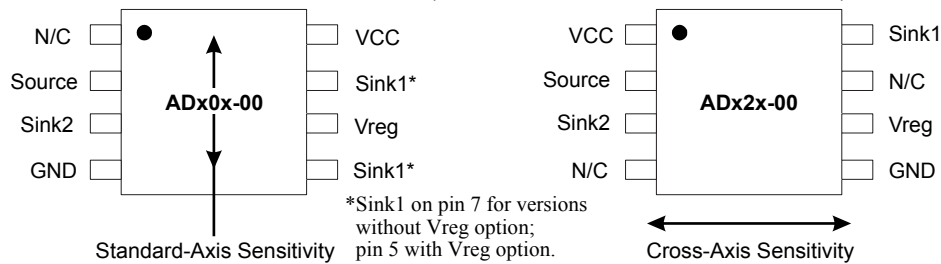 N/C
Source
Sink2
GND
ADx0x-00
VCC
Sink1*
Vreg
Sink1*
Standard-Axis Sensitivity
*Sink1 on pin 7 for versions
without Vreg option;
pin 5 with Vreg option.
VCC
Source
Sink2
N/C
ADx2x-00
Sink1
N/C
Vreg
GND
Cross-Axis Sensitivity